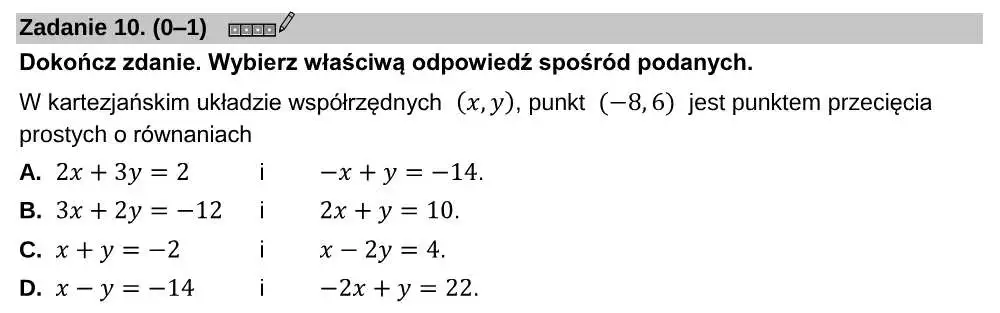 Zadanie 10. (0–1)
Dokończ zdanie. Wybierz właściwą odpowiedź spośród podanych.
W kartezjańskim układzie współrzędnych (x, y), punkt (−8, 6) jest punktem przecięcia
prostych o równaniach
A. 2x + 3y = 2 i −x + y = −14.
B. 3x + 2y = −12 i 2x + y = 10.
C. x + y = −2 i x − 2y = 4.
D. x − y = −14 i −2x + y = 22.